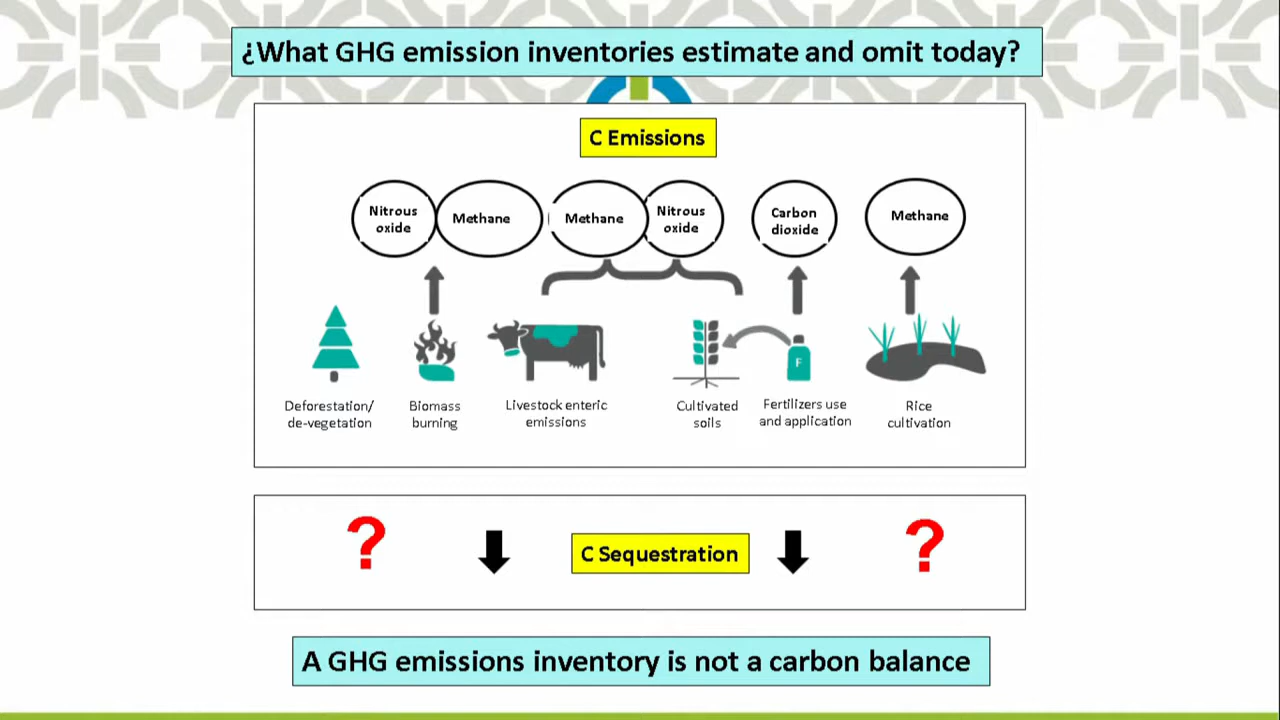 ¿What GHG emission inventories estimate and omit today?
C Emissions
Nitrous
oxide
Methane
Methane
Nitrous
oxide
Carbon
dioxide
Methane
F
Deforestation/
de-vegetation
Biomass
burning
Livestock enteric
emissions
Cultivated
soils
Fertilizers use
and application
Rice
cultivation
?
C Sequestration
?
A GHG emissions inventory is not a carbon balance